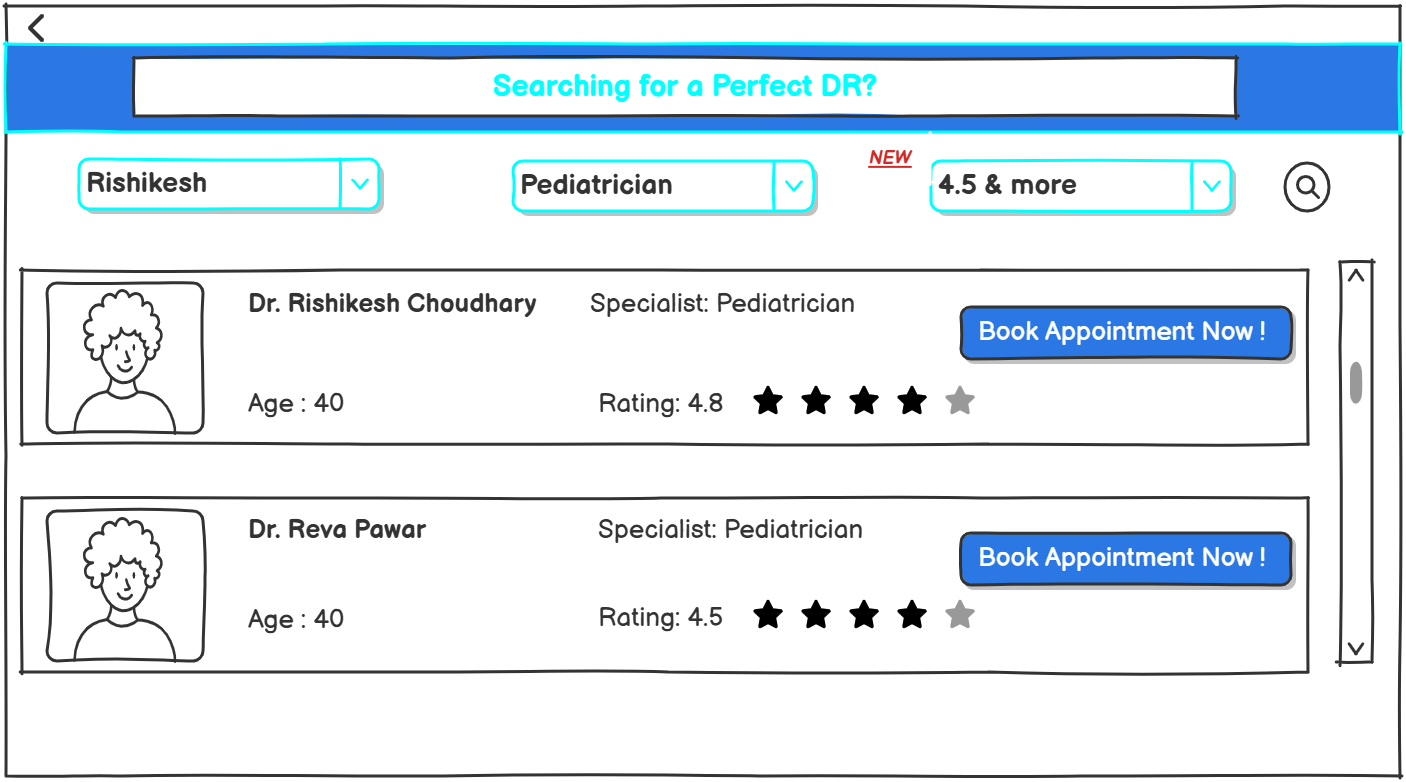 Searching for a Perfect DR?
Rishikesh
Pediatrician
NEW
4.5 & more
Dr. Rishikesh Choudhary
Specialist: Pediatrician
Book Appointment Now !
Age : 40
Rating: 4.8
Dr. Reva Pawar
Specialist: Pediatrician
Book Appointment Now !
Age : 40
Rating: 4.5